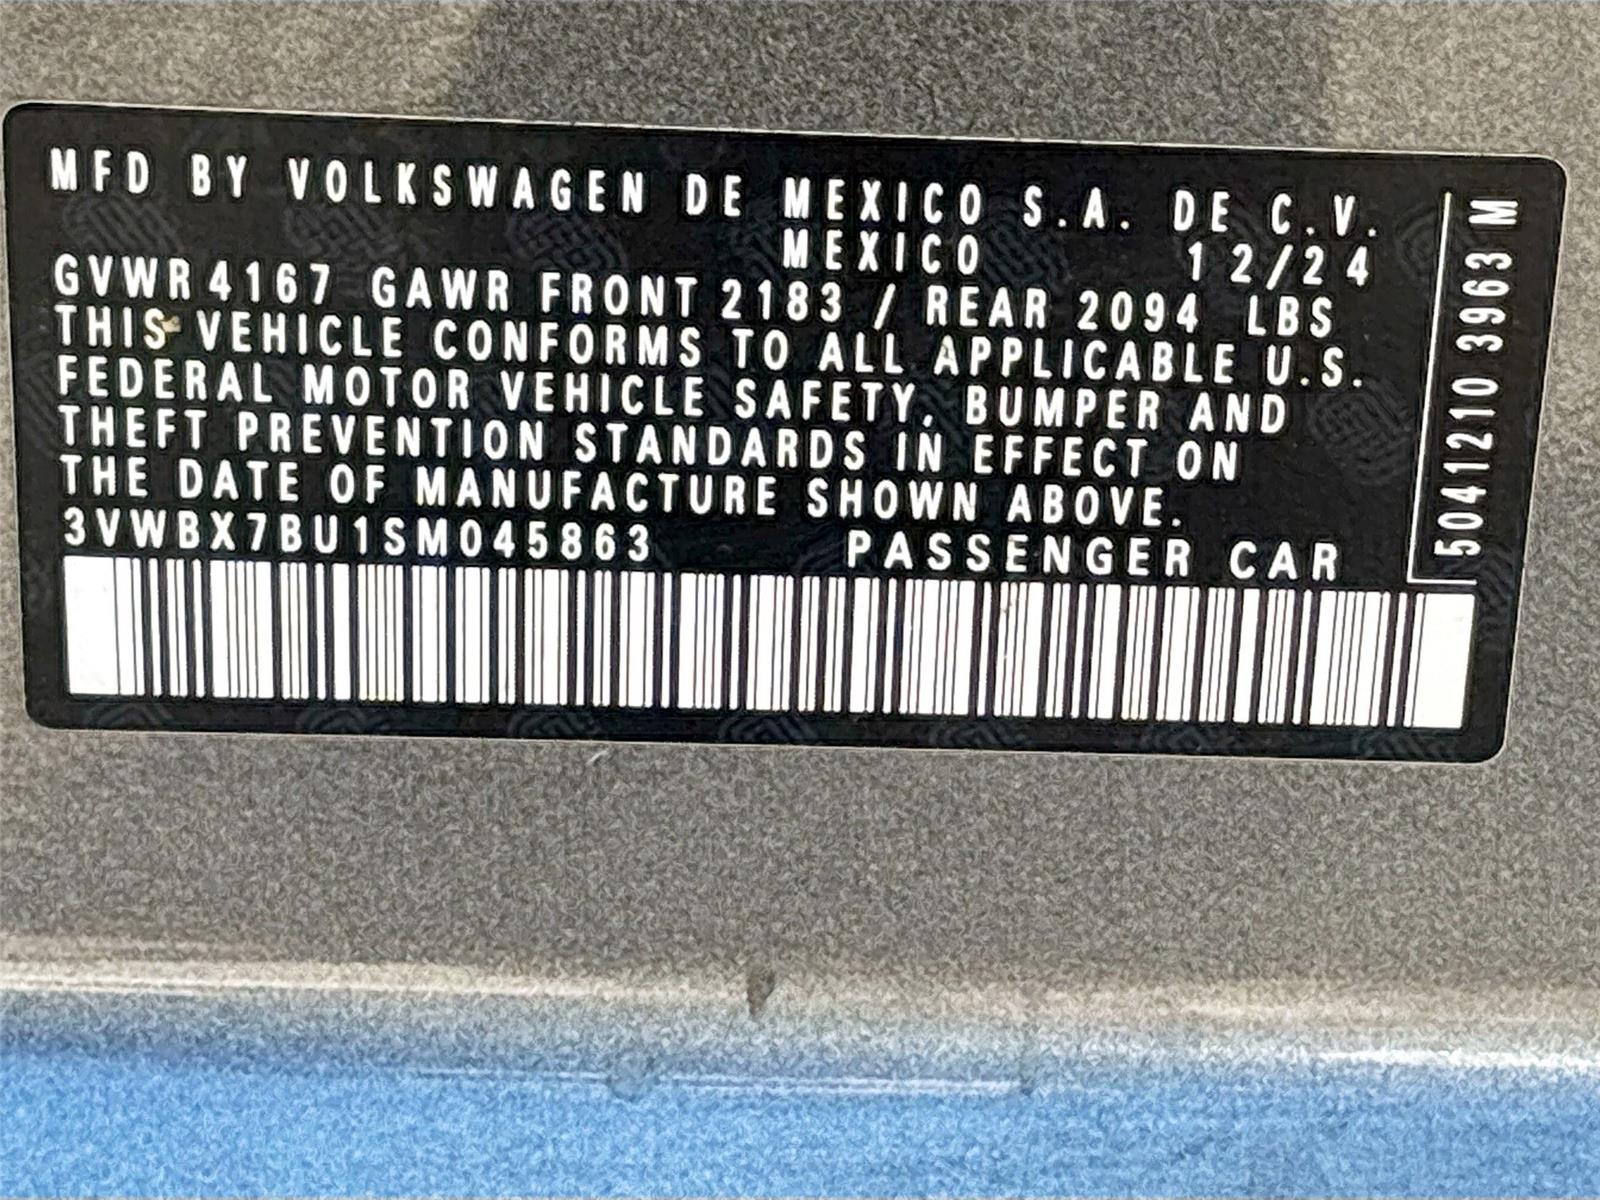 MFD BY VOLKSWAGEN DE MEXICO S.A. DE C.V.
MEXICO 12/24
GVWR 4167 GAWR FRONT 2183 / REAR 2094 LBS
THIS VEHICLE CONFORMS TO ALL APPLICABLE U.S.
FEDERAL MOTOR VEHICLE SAFETY, BUMPER AND
THEFT PREVENTION STANDARDS IN EFFECT ON
THE DATE OF MANUFACTURE SHOWN ABOVE.
3VWBX7BU1SM045863 PASSENGER CAR
5041210 3963 M